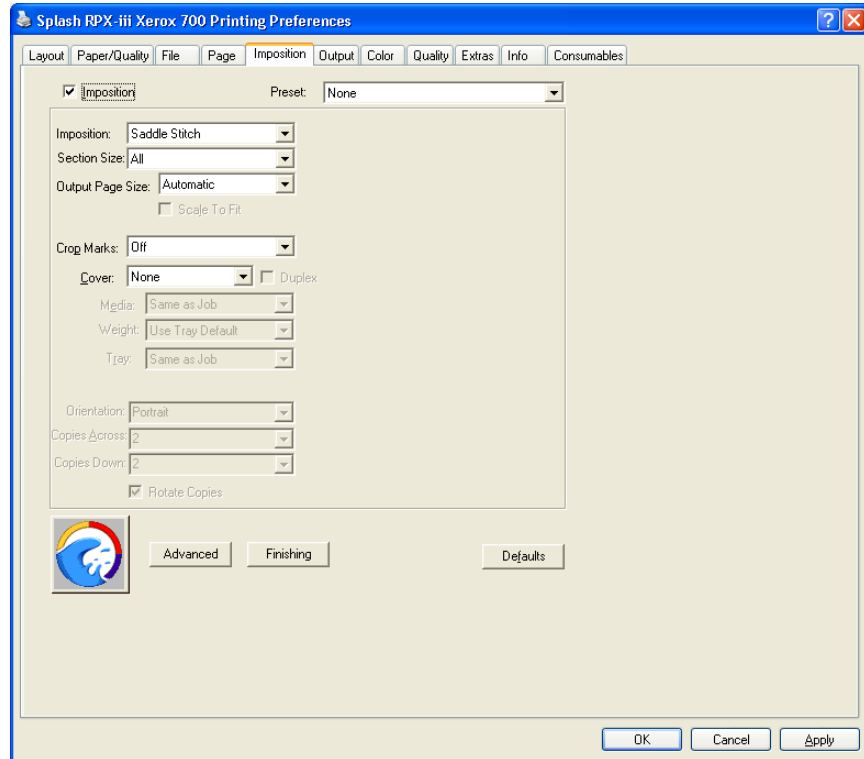 Splash RPX-iii Xerox 700 Printing Preferences
Layout Paper/Quality File Page Imposition Output Color Quality Extras Info Consumables
Imposition Preset: None
Imposition: Saddle Stitch
Section Size: All
Output Page Size: Automatic
Scale To Fit
Crop Marks: Off
Cover: None Duplex
Media: Same as Job
Weight: Use Tray Default
Tray: Same as Job
Orientation: Portrait
Copies Across: 2
Copies Down: 2
Rotate Copies
Advanced Finishing Defaults
OK Cancel Apply